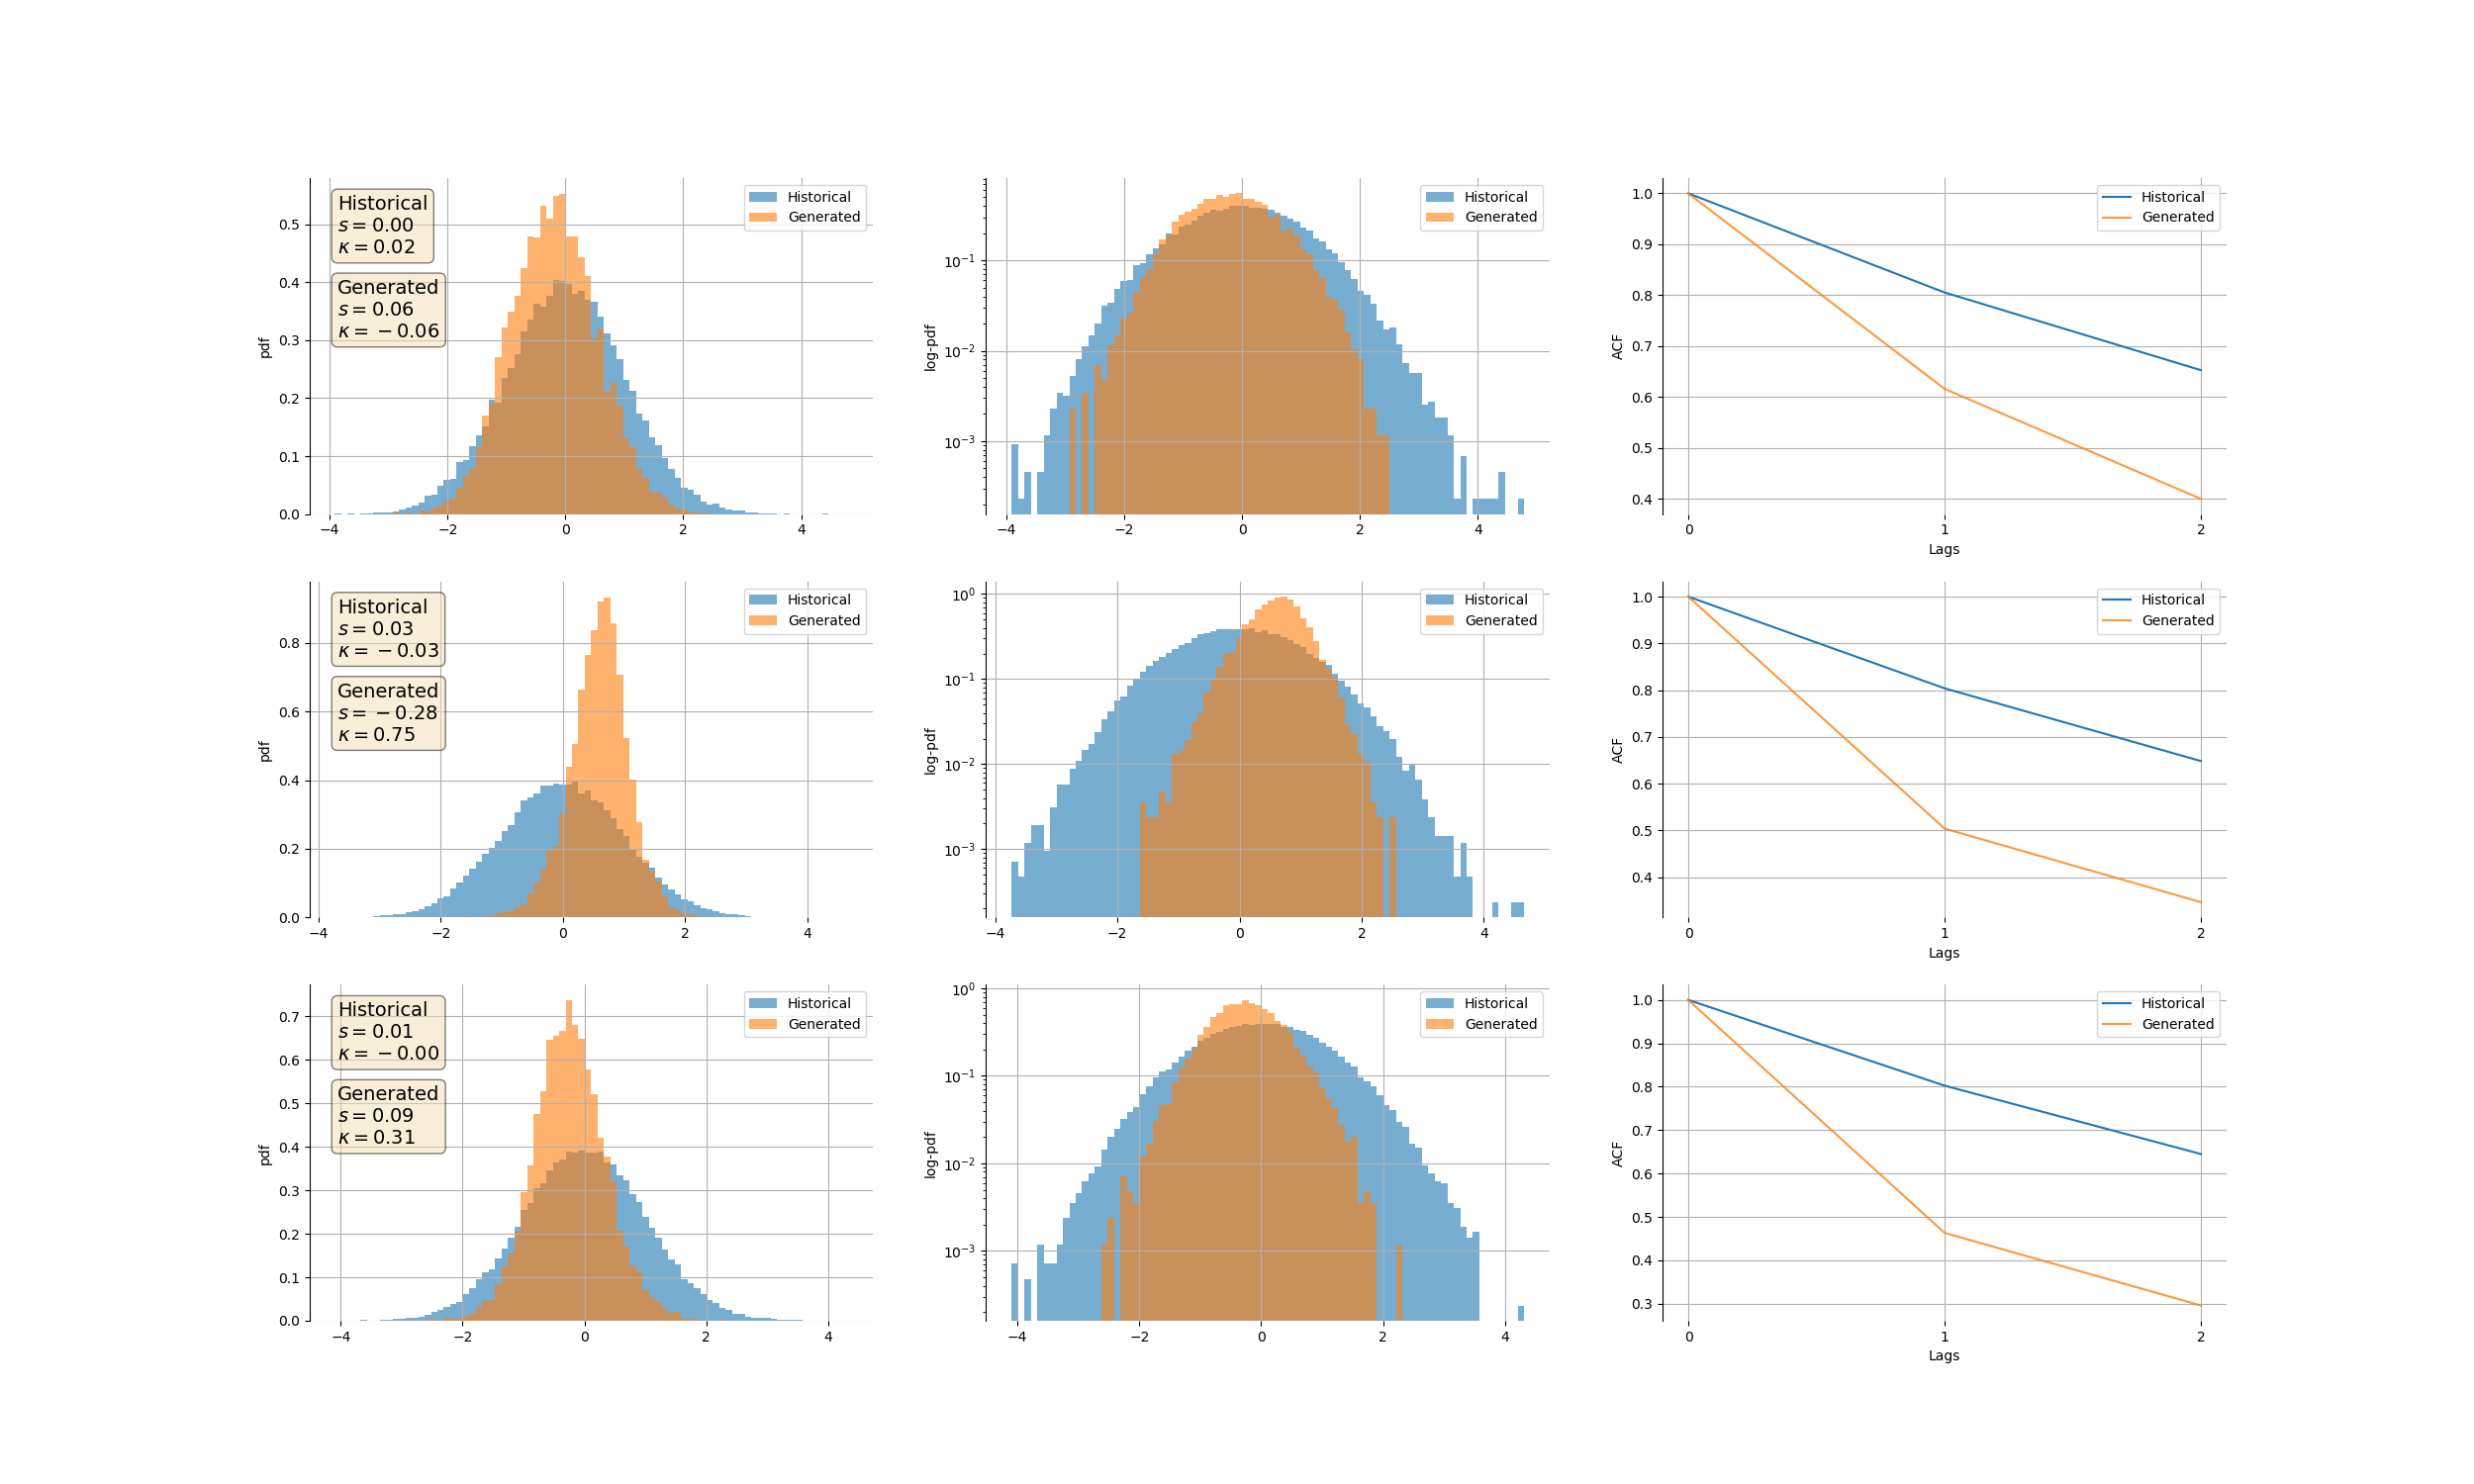 Historical
s = 0.00
κ = 0.02
Generated
s = 0.06
κ = −0.06
Historical
Generated
pdf
0.5
0.4
0.3
0.2
0.1
0.0
−4 −2 0 2 4
Historical
Generated
log-pdf
10⁻¹
10⁻²
10⁻³
−4 −2 0 2 4
Historical
Generated
ACF
1.0
0.9
0.8
0.7
0.6
0.5
0.4
0 1 2
Lags
Historical
s = 0.03
κ = −0.03
Generated
s = −0.28
κ = 0.75
Historical
Generated
pdf
0.8
0.6
0.4
0.2
0.0
−4 −2 0 2 4
Historical
Generated
log-pdf
10⁰
10⁻¹
10⁻²
10⁻³
−4 −2 0 2 4
Historical
Generated
ACF
1.0
0.9
0.8
0.7
0.6
0.5
0.4
0 1 2
Lags
Historical
s = 0.01
κ = −0.00
Generated
s = 0.09
κ = 0.31
Historical
Generated
pdf
0.7
0.6
0.5
0.4
0.3
0.2
0.1
0.0
−4 −2 0 2 4
Historical
Generated
log-pdf
10⁰
10⁻¹
10⁻²
10⁻³
−4 −2 0 2 4
Historical
Generated
ACF
1.0
0.9
0.8
0.7
0.6
0.5
0.4
0.3
0 1 2
Lags